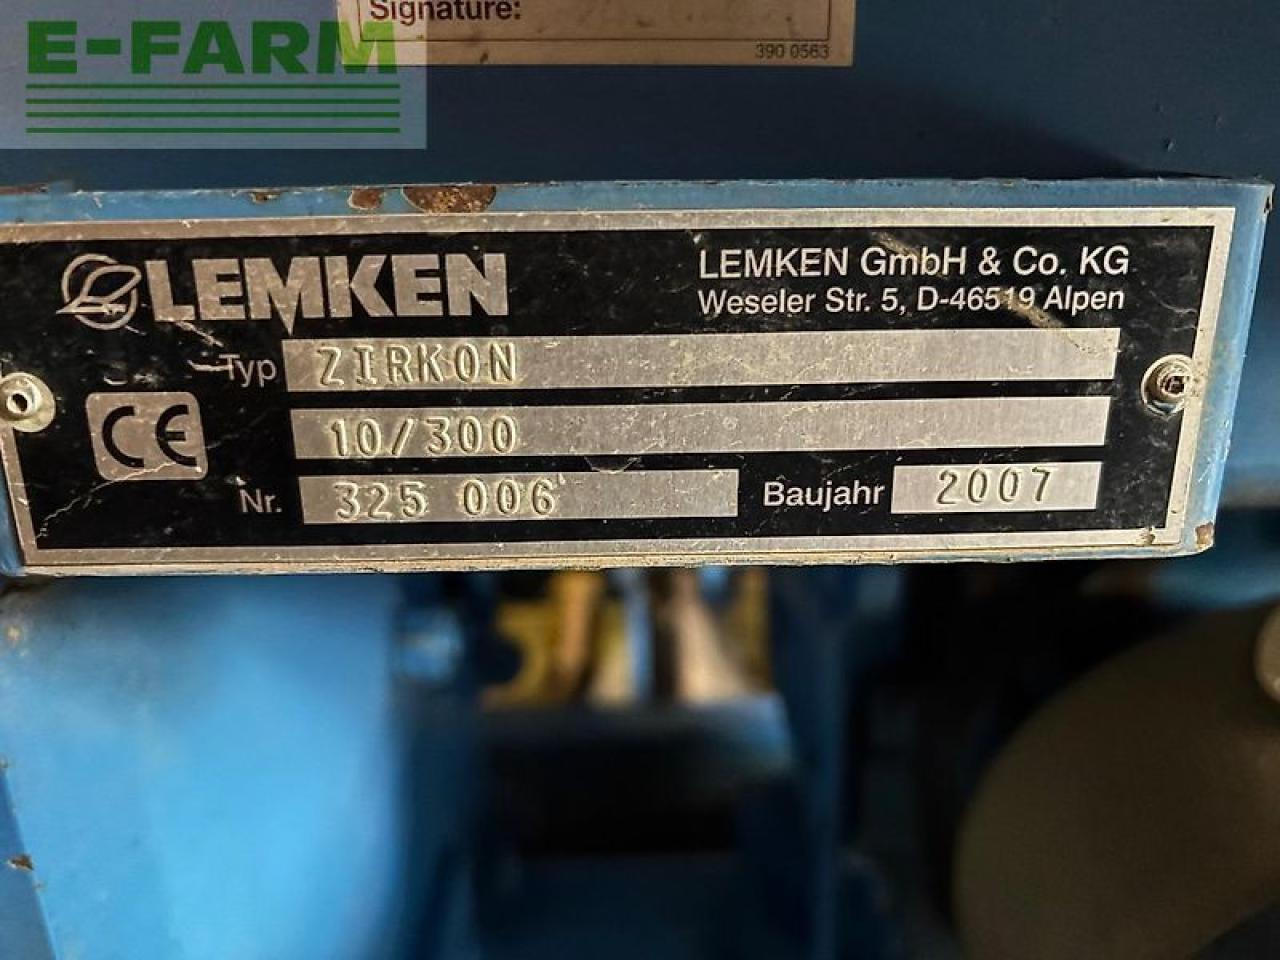 E-FARM
Signature:
390 0563
LEMKEN
LEMKEN GmbH & Co. KG
Weseler Str. 5, D-46519 Alpen
Typ ZIRKON
10/300
CE
Nr. 325 006
Baujahr 2007